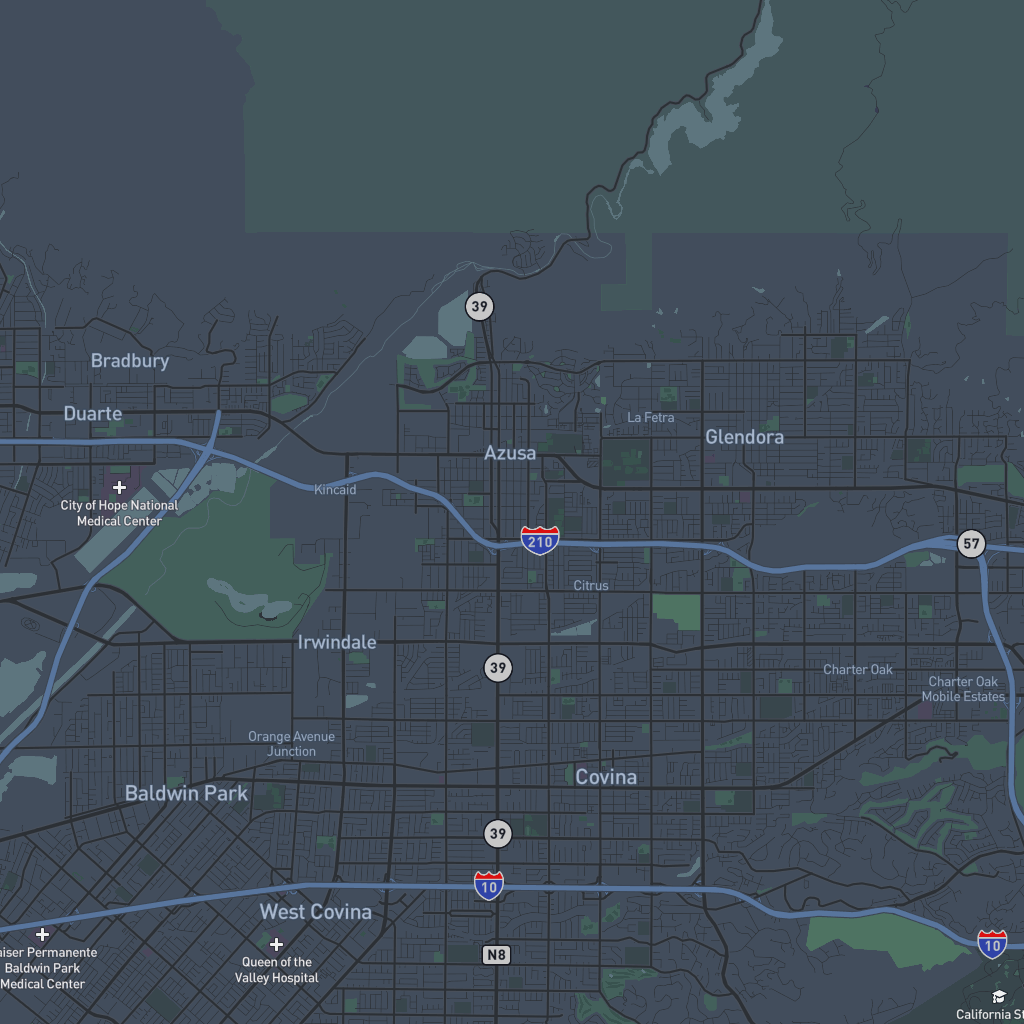 39
Bradbury
Duarte
La Fetra
Glendora
Azusa
Kincaid
City of Hope National
Medical Center
210
57
Citrus
Irwindale
39
Charter Oak
Charter Oak
Mobile Estates
Orange Avenue
Junction
Covina
Baldwin Park
39
10
West Covina
10
N8
aiser Permanente
Baldwin Park
Medical Center
Queen of the
Valley Hospital
California St